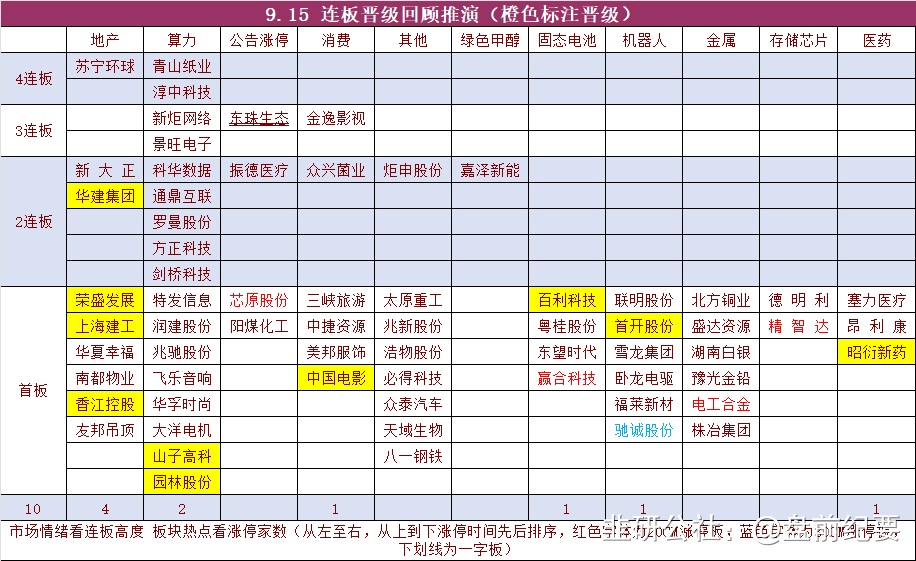 9.15 连板晋级回顾推演（橙色标注晋级）
地产 算力 公告涨停 消费 其他 绿色甲醇 固态电池 机器人 金属 存储芯片 医药
4连板
苏宁环球 青山纸业
淳中科技
3连板
新炬网络 东珠生态 金逸影视
景旺电子
2连板
新大正 科华数据 振德医疗 众兴菌业 炬申股份 嘉泽新能
华建集团 通鼎互联
罗曼股份
方正科技
剑桥科技
首板
荣盛发展 特发信息 芯原股份 三峡旅游 太原重工 百利科技 联明股份 北方铜业 德明利 塞力医疗
上海建工 润建股份 阳煤化工 中捷资源 兆新股份 粤桂股份 首开股份 盛达资源 精智达 昂利康
华夏幸福 兆驰股份 美邦服饰 浩物股份 东望时代 雪龙集团 湖南白银 昭衍新药
南都物业 飞乐音响 中国电影 必得科技 赢合科技 卧龙电驱 豫光金铅
香江控股 华孚时尚 众泰汽车 福莱新材 电工合金
友邦吊顶 大洋电机 天域生物 驰诚股份 株冶集团
山子高科 八一钢铁
园林股份
10 4 2 1 1 1 1
市场情绪看连板高度 板块热点看涨停家数（从左至右，从上到下涨停时间先后排序，红色
下划线为一字板）
韭研公社：@盘前纪要